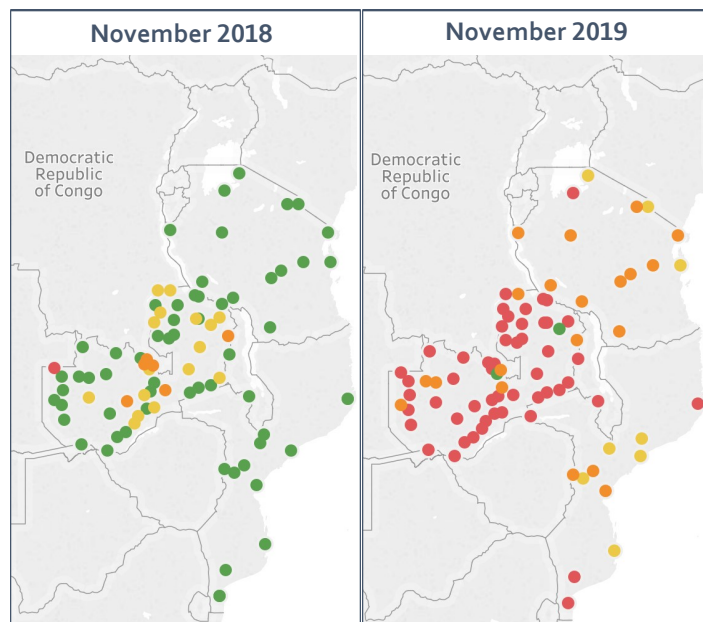 November 2018
November 2019
Democratic
Republic
of Congo
Democratic
Republic
of Congo